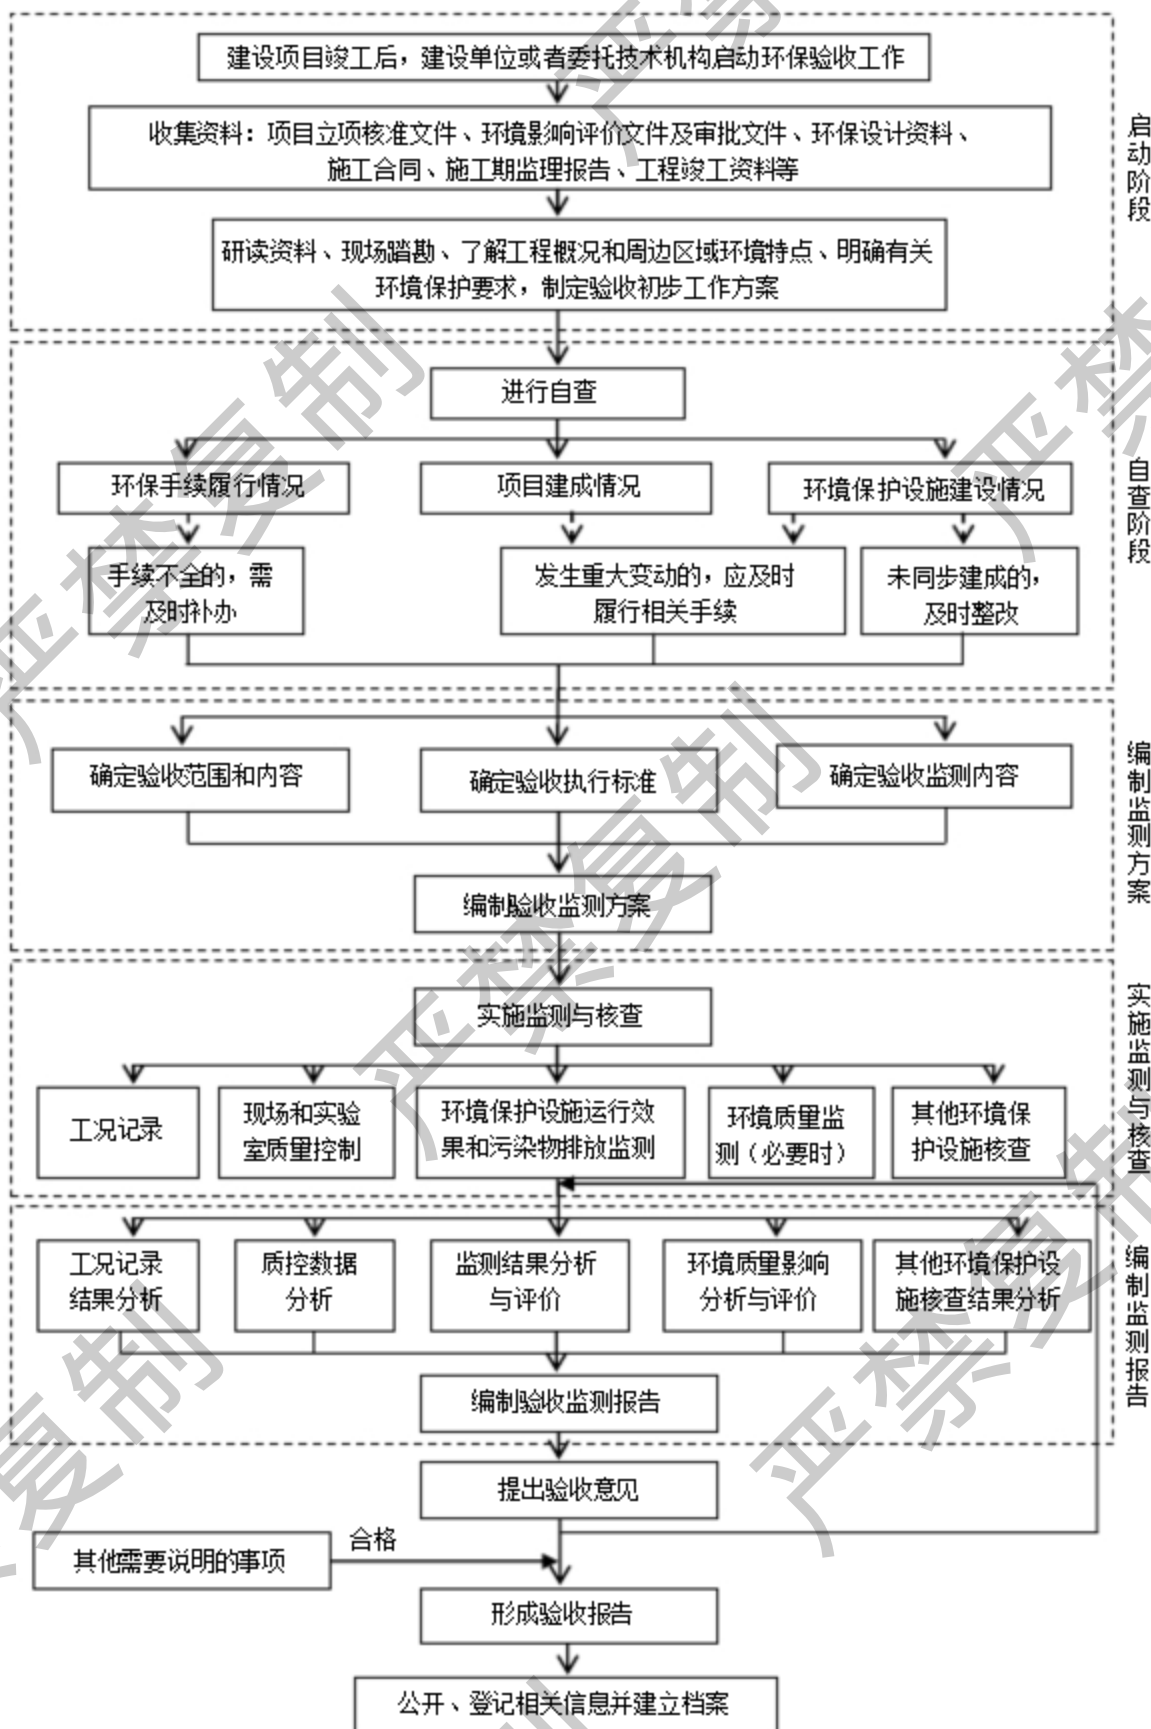 建设项目竣工后，建设单位或者委托技术机构启动环保验收工作
收集资料：项目立项核准文件、环境影响评价文件及审批文件、环保设计资料、
施工合同、施工期监理报告、工程竣工资料等
研读资料、现场踏勘、了解工程概况和周边区域环境特点、明确有关
环境保护要求，制定验收初步工作方案
启动阶段
进行自查
环保手续履行情况
项目建成情况
环境保护设施建设情况
手续不全的，需
及时补办
发生重大变动的，应及时
履行相关手续
未同步建成的，
及时整改
自查阶段
确定验收范围和内容
确定验收执行标准
确定验收监测内容
编制验收监测方案
编制监测方案
实施监测与核查
工况记录
现场和实验
室质量控制
环境保护设施运行效
果和污染物排放监测
环境质量监
测（必要时）
其他环境保
护设施核查
实施监测与核查
工况记录
结果分析
质控数据
分析
监测结果分析
与评价
环境质量影响
分析与评价
其他环境保护设
施核查结果分析
编制验收监测报告
编制监测报告
提出验收意见
其他需要说明的事项
合格
形成验收报告
公开、登记相关信息并建立档案
严禁复制
严禁复制
严禁复制
严禁复制
严禁
严禁
复制